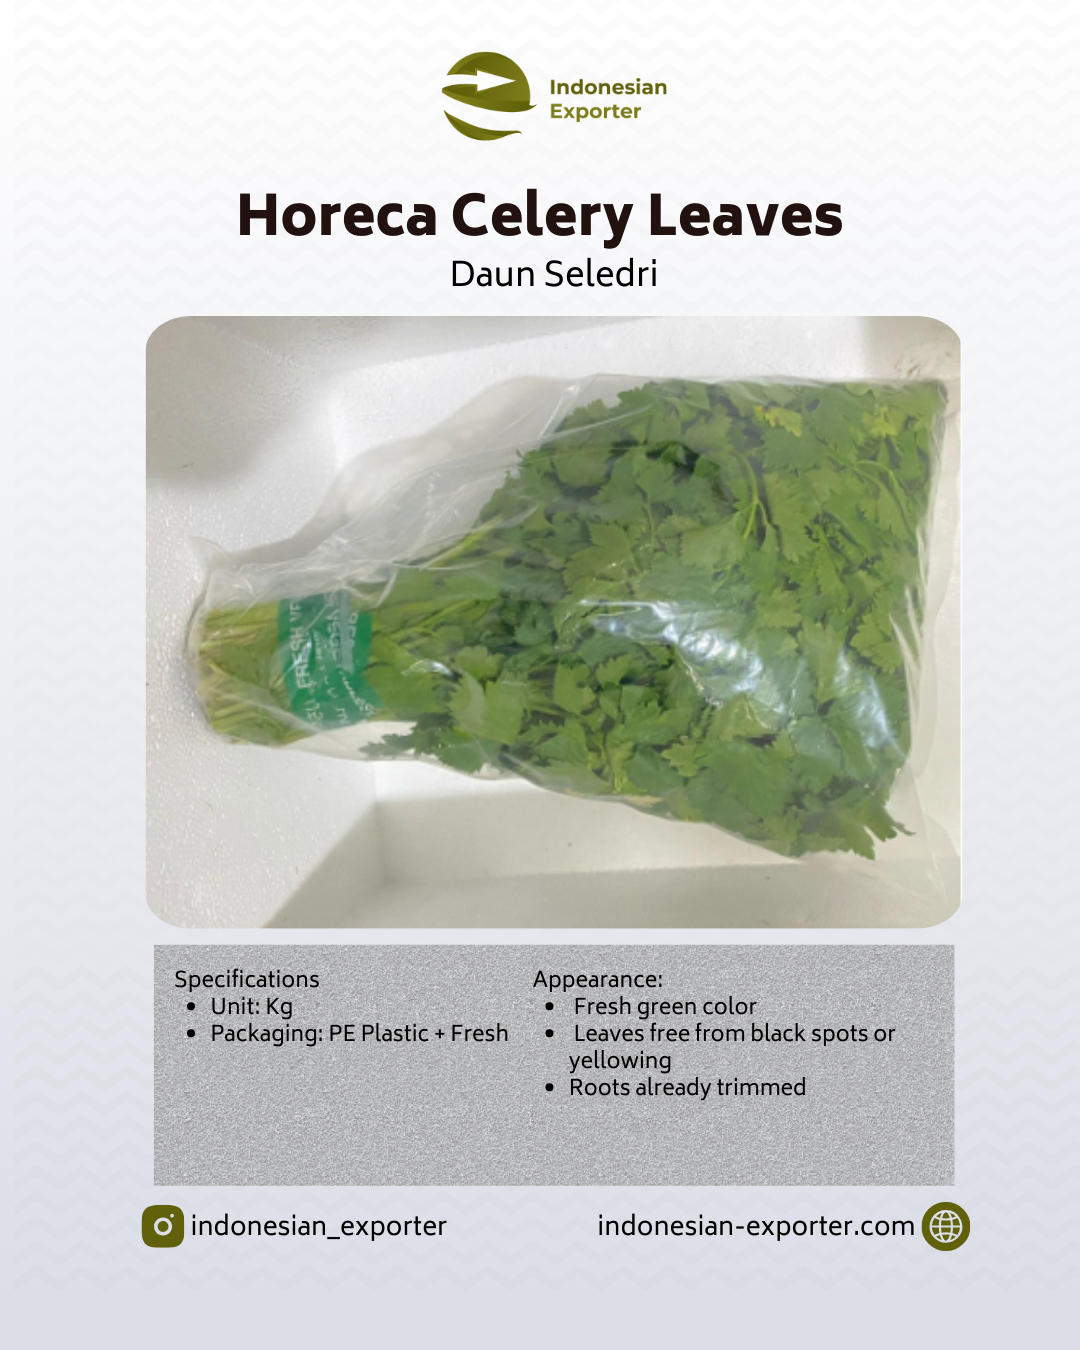 Indonesian
Exporter
Horeca Celery Leaves
Daun Seledri
FRESH
Specifications
• Unit: Kg
• Packaging: PE Plastic + Fresh
Appearance:
• Fresh green color
• Leaves free from black spots or
yellowing
• Roots already trimmed
indonesian_exporter
indonesian-exporter.com